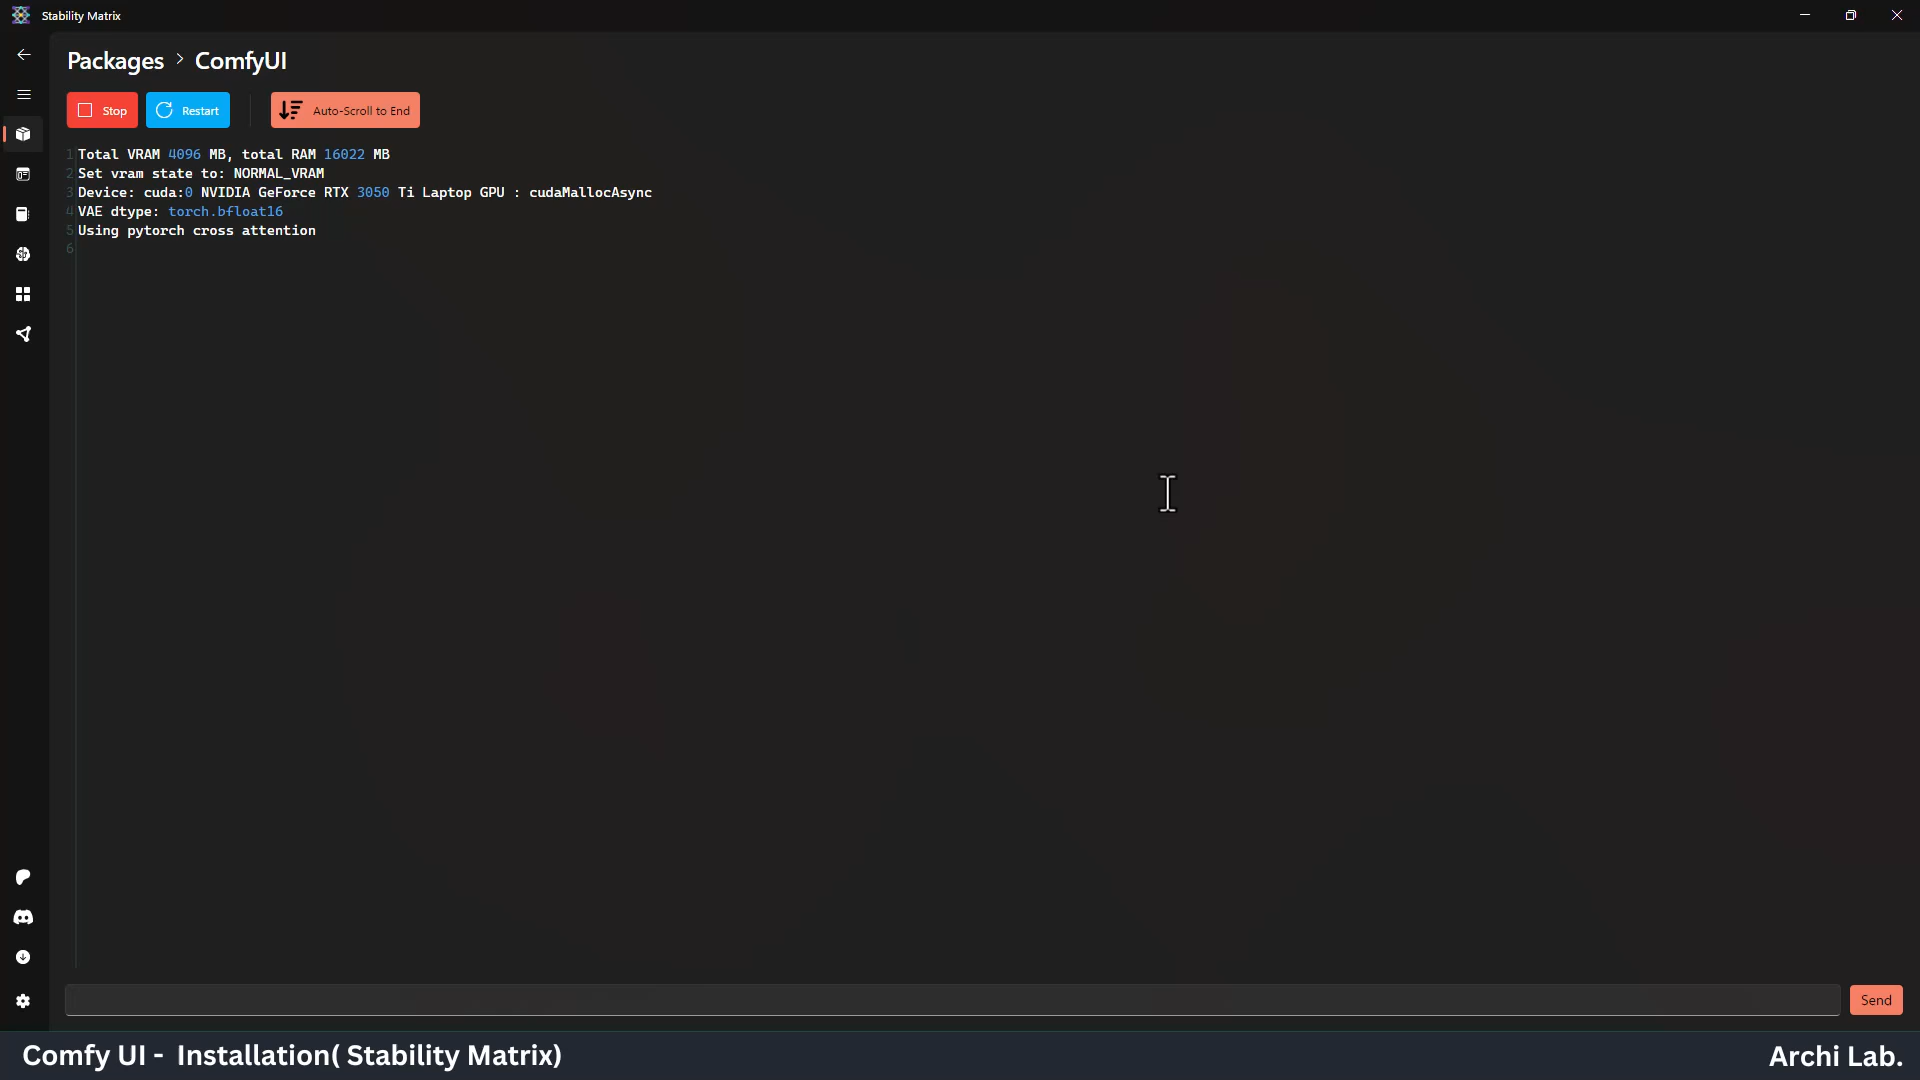 Stability Matrix
Packages > ComfyUI
Stop Restart Auto-Scroll to End
1 Total VRAM 4096 MB, total RAM 16022 MB
2 Set vram state to: NORMAL_VRAM
3 Device: cuda:0 NVIDIA GeForce RTX 3050 Ti Laptop GPU : cudaMallocAsync
4 VAE dtype: torch.bfloat16
5 Using pytorch cross attention
6
Send
Comfy UI - Installation( Stability Matrix)
Archi Lab.